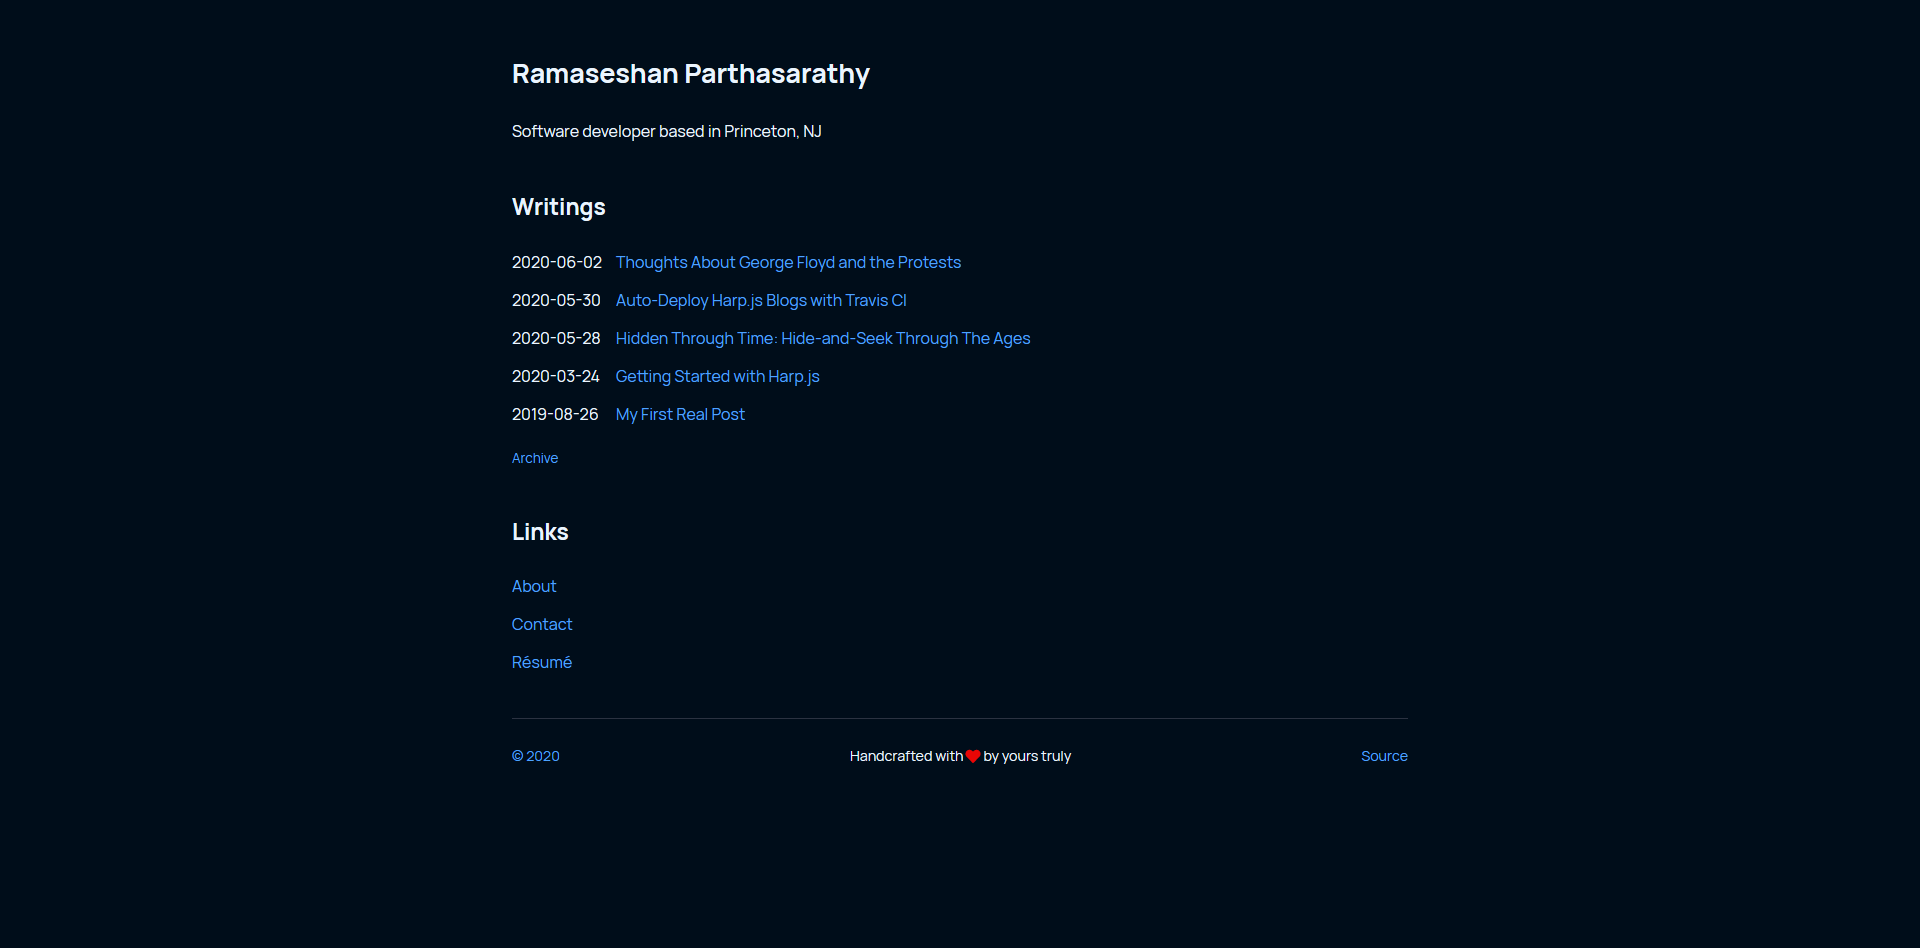 Ramaseshan Parthasarathy
Software developer based in Princeton, NJ
Writings
2020-06-02 Thoughts About George Floyd and the Protests
2020-05-30 Auto-Deploy Harp.js Blogs with Travis CI
2020-05-28 Hidden Through Time: Hide-and-Seek Through The Ages
2020-03-24 Getting Started with Harp.js
2019-08-26 My First Real Post
Archive
Links
About
Contact
Résumé
© 2020 Handcrafted with ❤ by yours truly Source